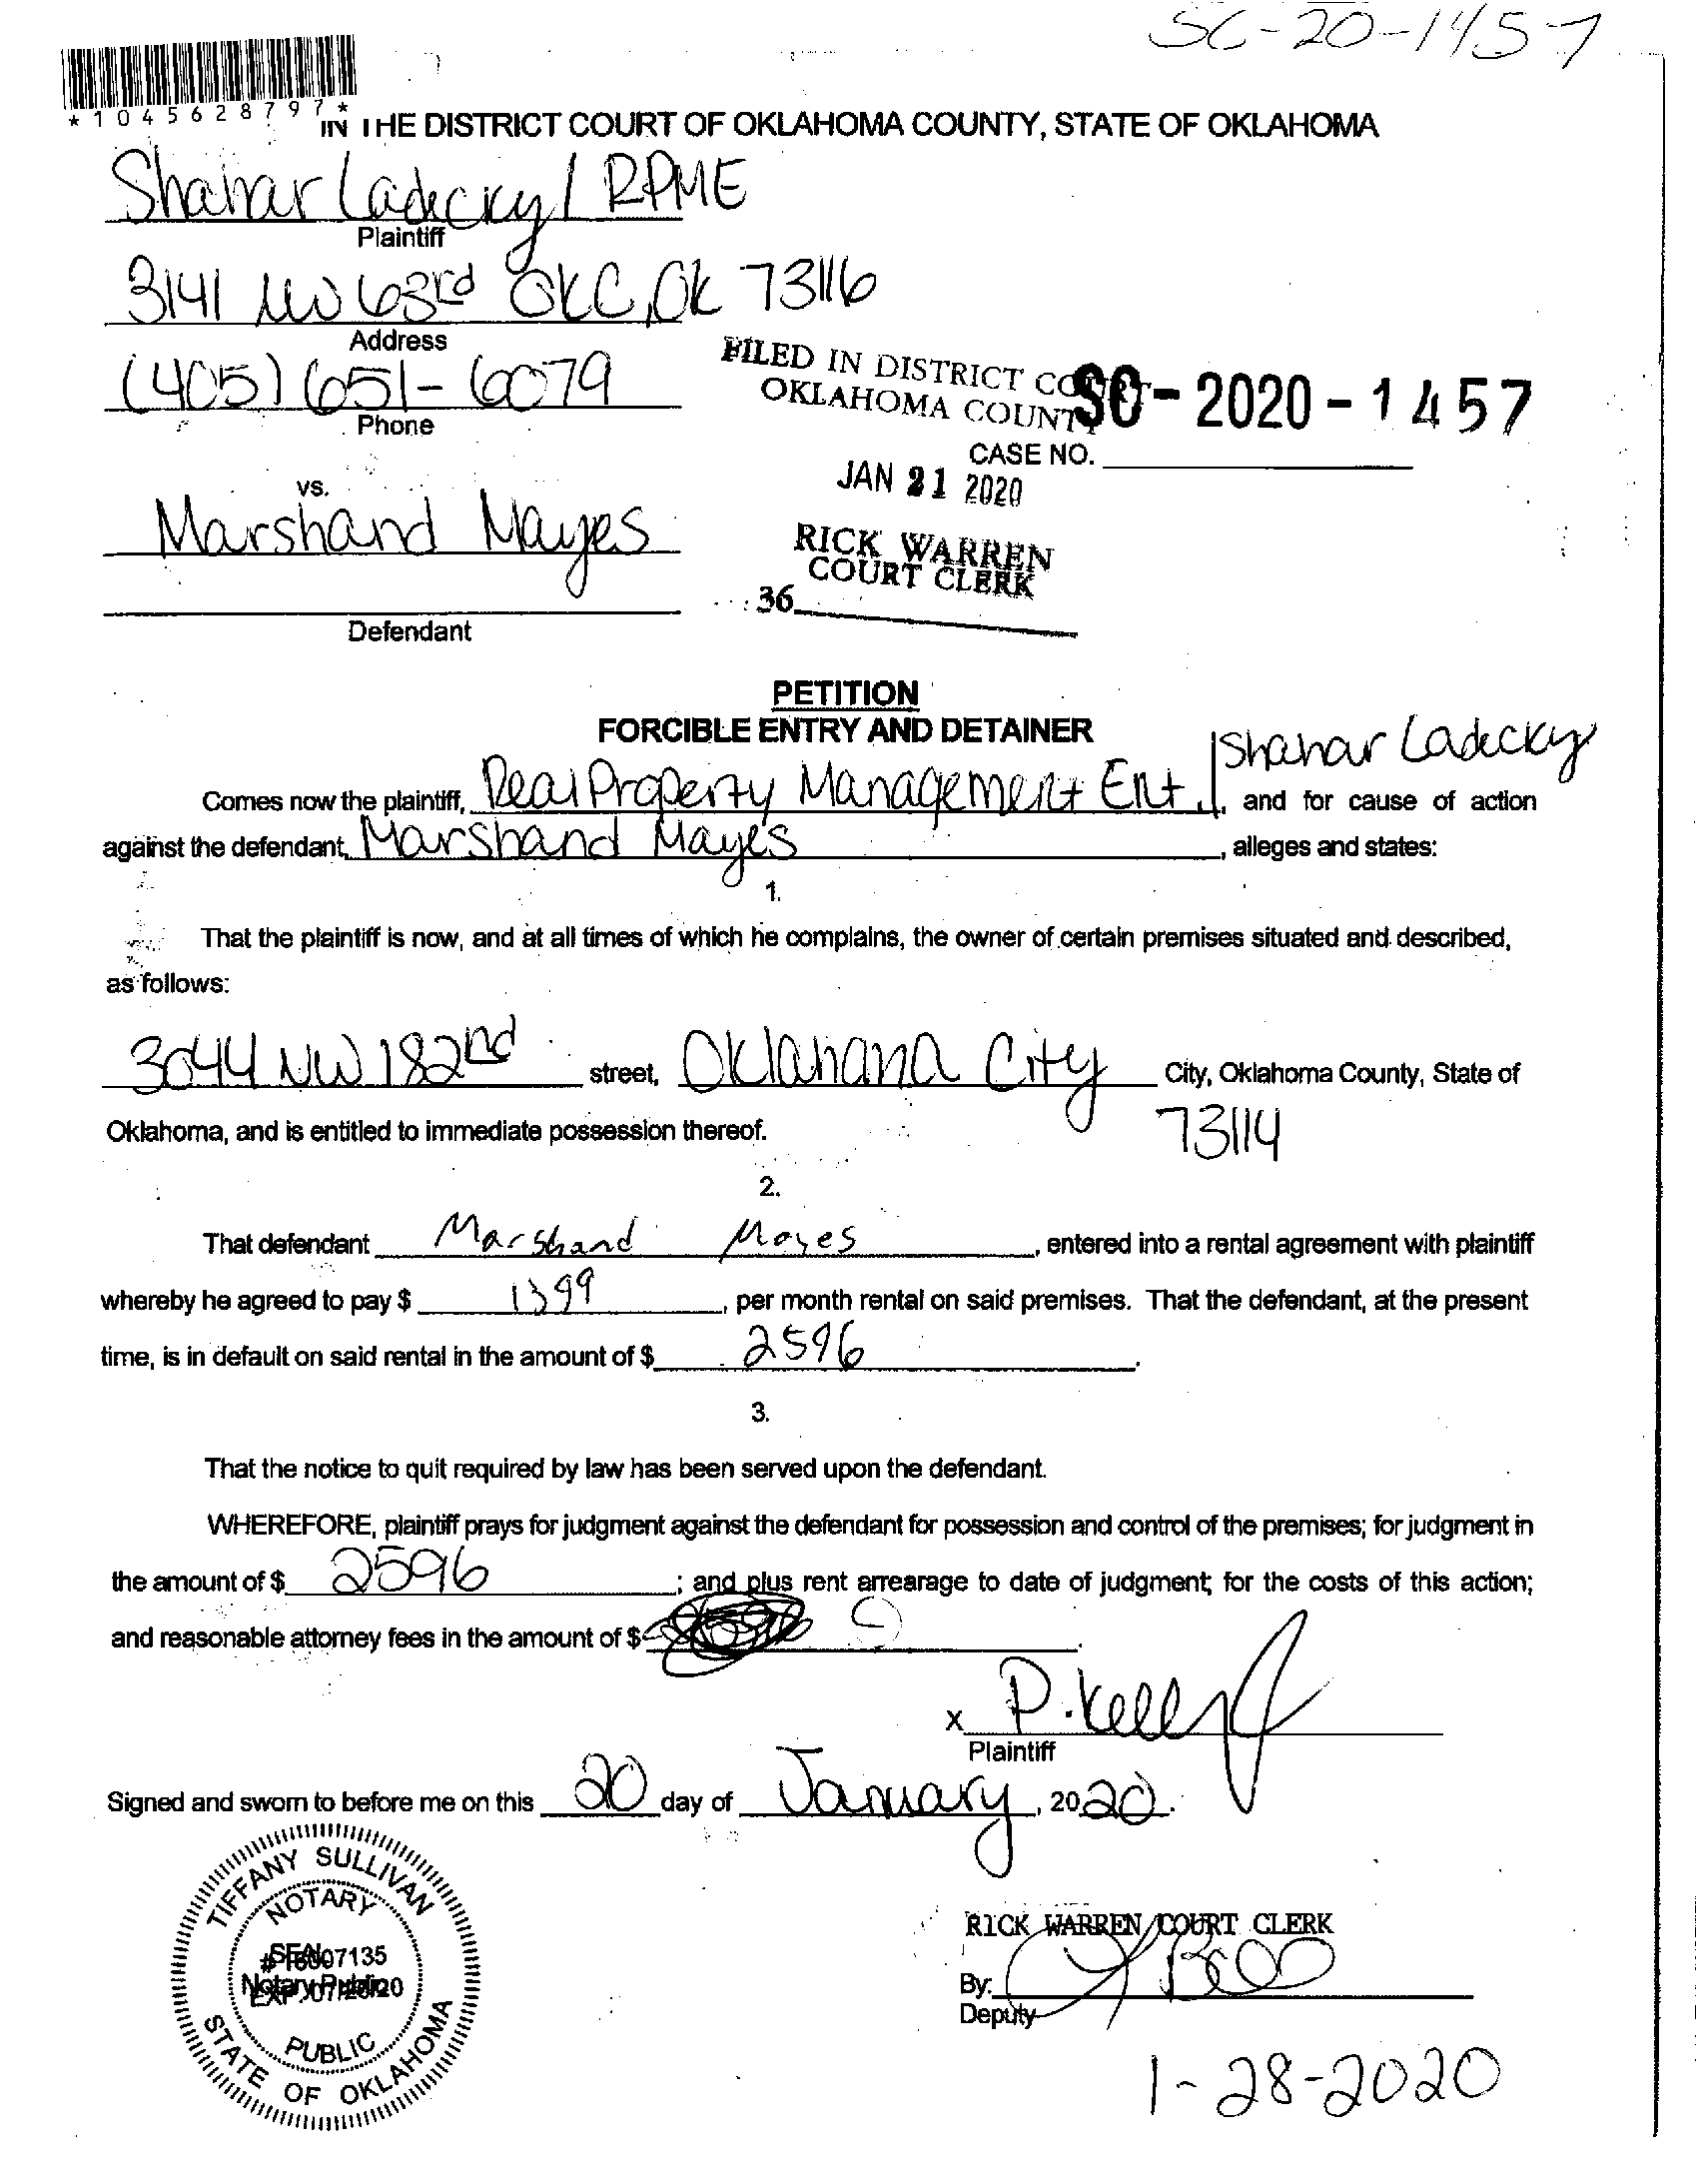 SC-20-1457
*1045628797*
IN THE DISTRICT COURT OF OKLAHOMA COUNTY, STATE OF OKLAHOMA
Shahar Ladecky / RPME
Plaintiff
3141 NW 63rd OKC, OK 73116
Address
(405) 651-6079
Phone
FILED IN DISTRICT COURT
OKLAHOMA COUNTY
SC-2020-1457
CASE NO.
JAN 21 2020
vs.
Marshand Mayes
RICK WARREN
COURT CLERK
36
Defendant
PETITION
FORCIBLE ENTRY AND DETAINER
Comes now the plaintiff, Real Property Management Ent. / Shahar Ladecky, and for cause of action
against the defendant, Marshand Mayes, alleges and states:
1.
That the plaintiff is now, and at all times of which he complains, the owner of certain premises situated and described,
as follows:
3044 NW 182nd street, Oklahana City City, Oklahoma County, State of
Oklahoma, and is entitled to immediate possession thereof. 73114
2.
That defendant Marshand Mayes, entered into a rental agreement with plaintiff
whereby he agreed to pay $ 1399, per month rental on said premises. That the defendant, at the present
time, is in default on said rental in the amount of $ 2596.
3.
That the notice to quit required by law has been served upon the defendant.
WHEREFORE, plaintiff prays for judgment against the defendant for possession and control of the premises; for judgment in
the amount of $ 2596; and plus rent arrearage to date of judgment; for the costs of this action;
and reasonable attorney fees in the amount of $
x P. Kelly
Plaintiff
Signed and sworn to before me on this 20 day of January, 2020.
TIFFANY SULLIVAN
NOTARY
SEAL
#16007135
Notary Public
EXP. 07/26/20
PUBLIC
STATE OF OKLAHOMA
RICK WARREN COURT CLERK
By:
Deputy
1-28-2020